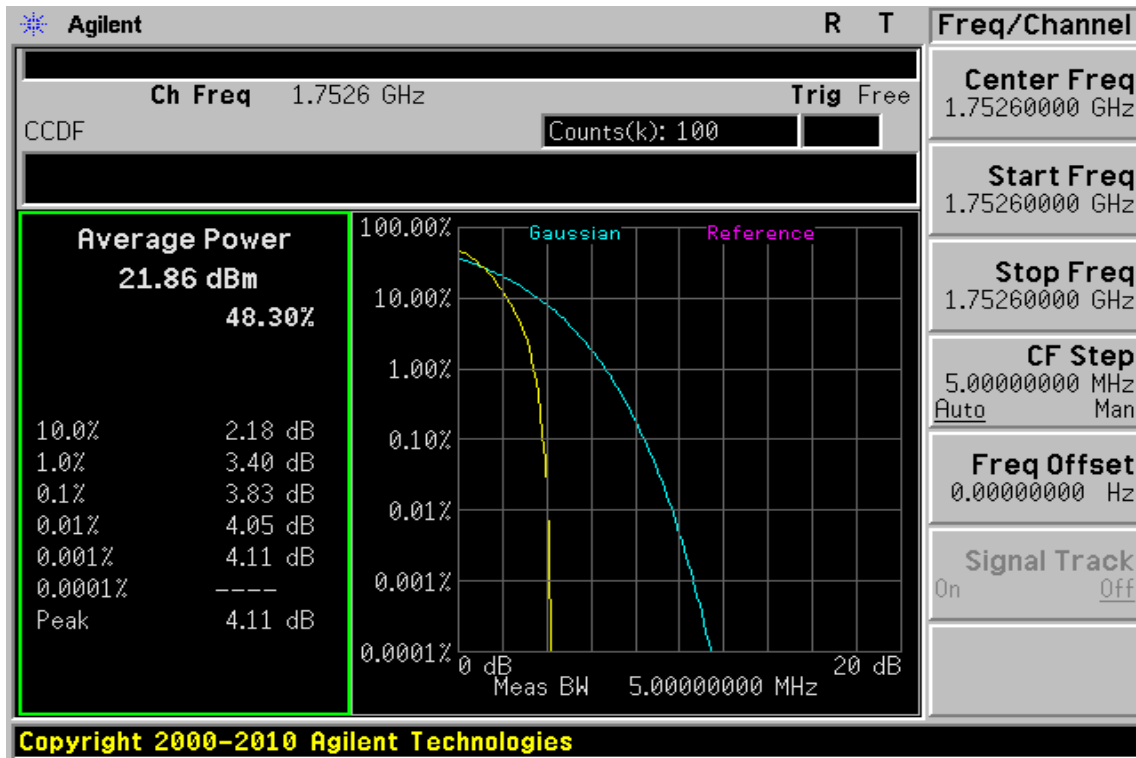 Agilent R T
Ch Freq 1.7526 GHz Trig Free
CCDF Counts(k): 100
Average Power
21.86 dBm
48.30%
10.0% 2.18 dB
1.0% 3.40 dB
0.1% 3.83 dB
0.01% 4.05 dB
0.001% 4.11 dB
0.0001% ----
Peak 4.11 dB
Gaussian Reference
100.00%
10.00%
1.00%
0.10%
0.01%
0.001%
0.0001%
0 dB 20 dB
Meas BW 5.00000000 MHz
Freq/Channel
Center Freq
1.75260000 GHz
Start Freq
1.75260000 GHz
Stop Freq
1.75260000 GHz
CF Step
5.00000000 MHz
Auto Man
Freq Offset
0.00000000 Hz
Signal Track
On Off
Copyright 2000-2010 Agilent Technologies